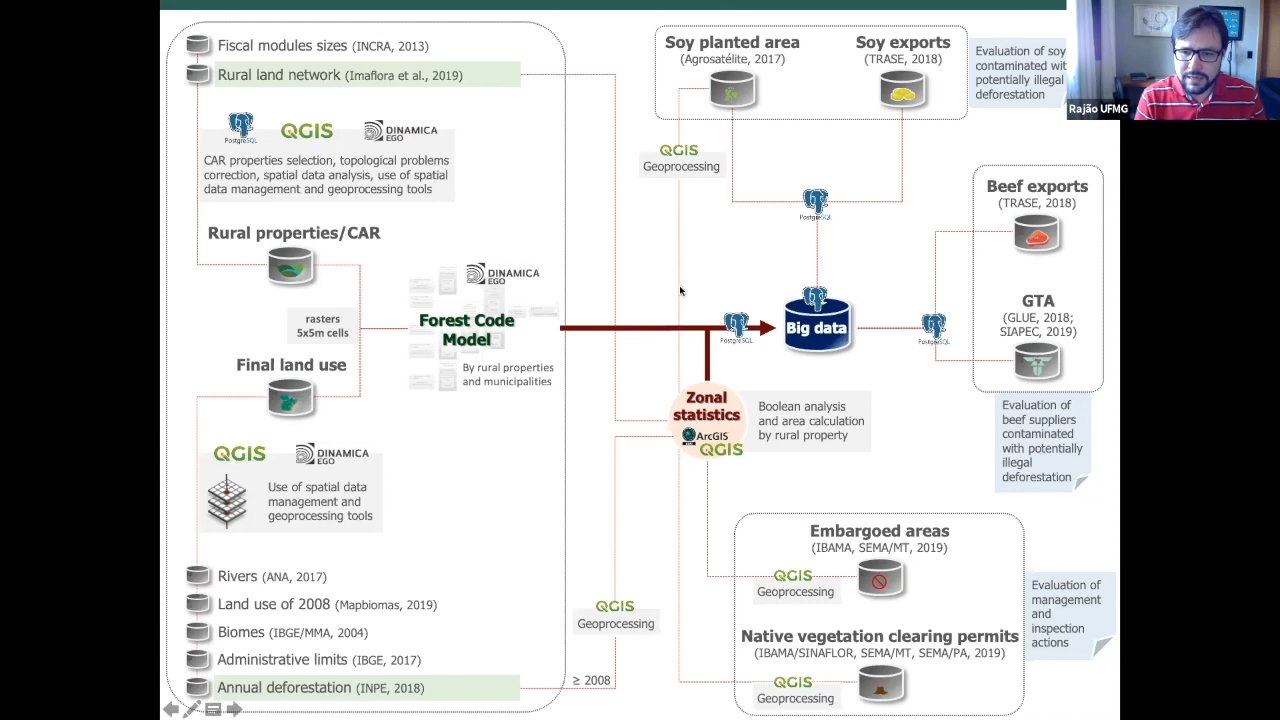 Fiscal modules sizes (INCRA, 2013)
Rural land network (Imaflora et al., 2019)
PostgreSQL
QGIS
DINAMICA
EGO
CAR properties selection, topological problems
correction, spatial data analysis, use of spatial
data management and geoprocessing tools
Rural properties/CAR
rasters
5x5m cells
Final land use
DINAMICA
EGO
Forest Code
Model
By rural properties
and municipalities
QGIS
DINAMICA
EGO
Use of spatial data
management and
geoprocessing tools
Rivers (ANA, 2017)
Land use of 2008 (Mapbiomas, 2019)
Biomes (IBGE/MMA, 2004)
Administrative limits (IBGE, 2017)
Annual deforestation (INPE, 2018)
≥ 2008
QGIS
Geoprocessing
Soy planted area
(Agrosatélite, 2017)
Soy exports
(TRASE, 2018)
Evaluation of soy
contaminated wit
potentially illegal
deforestation
Rajão UFMG
QGIS
Geoprocessing
PostgreSQL
PostgreSQL
Big data
PostgreSQL
Beef exports
(TRASE, 2018)
GTA
(GLUE, 2018;
SIAPEC, 2019)
Evaluation of
beef suppliers
contaminated
with potentially
illegal
deforestation
Zonal
statistics
ArcGIS
QGIS
Boolean analysis
and area calculation
by rural property
Embargoed areas
(IBAMA, SEMA/MT, 2019)
QGIS
Geoprocessing
Native vegetation clearing permits
(IBAMA/SINAFLOR, SEMA/MT, SEMA/PA, 2019)
QGIS
Geoprocessing
Evaluation of
management
and
inspection
actions